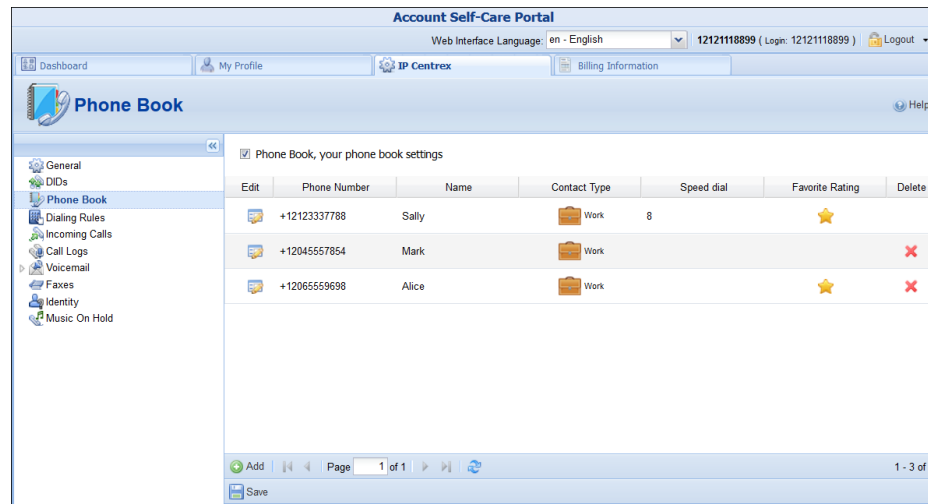 Account Self-Care Portal
Web Interface Language: en - English 12121118899 ( Login: 12121118899 ) Logout
Dashboard My Profile IP Centrex Billing Information
Phone Book Help
General
DIDs
Phone Book
Dialing Rules
Incoming Calls
Call Logs
Voicemail
Faxes
Identity
Music On Hold
Phone Book, your phone book settings
Edit Phone Number Name Contact Type Speed dial Favorite Rating Delete
+12123337788 Sally Work 8
+12045557854 Mark Work
+12065559698 Alice Work
Add Page 1 of 1 1 - 3 of
Save